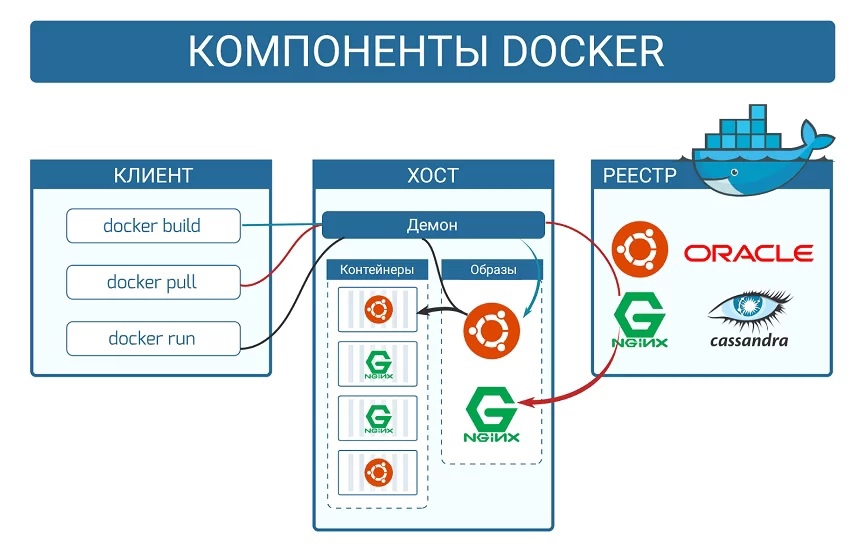 КОМПОНЕНТЫ DOCKER
КЛИЕНТ
docker build
docker pull
docker run
ХОСТ
Демон
Контейнеры
NGiNX
NGiNX
Образы
NGiNX
РЕЕСТР
ORACLE
NGiNX
cassandra